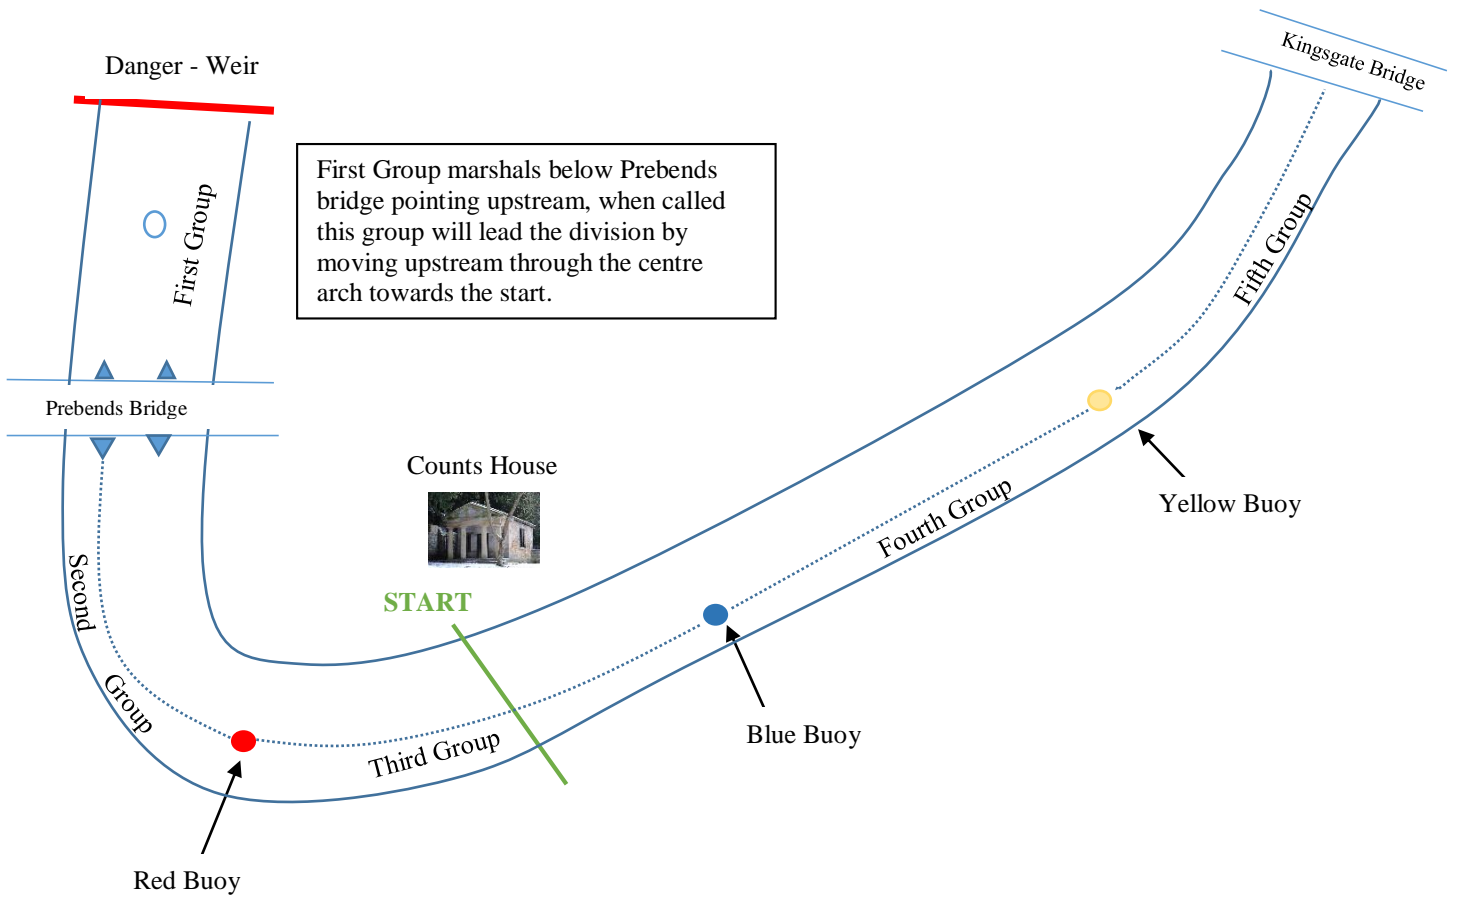 Kingsgate Bridge
Danger - Weir
First Group marshals below Prebends
bridge pointing upstream, when called
this group will lead the division by
moving upstream through the centre
arch towards the start.
First Group
Fifth Group
Prebends Bridge
Counts House
Yellow Buoy
Fourth Group
START
Second
Group
Third Group
Blue Buoy
Red Buoy